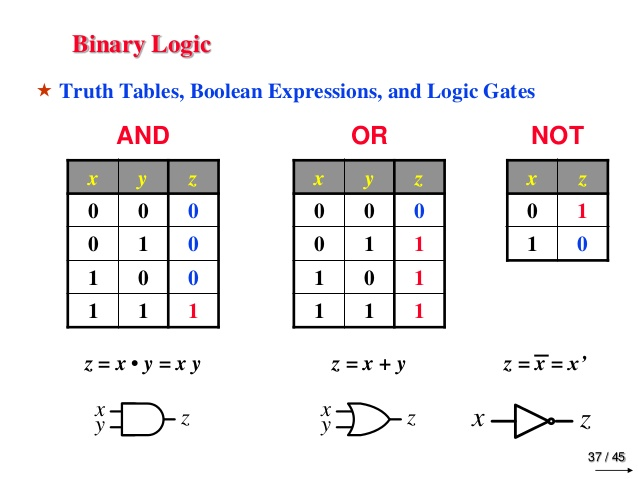 Binary Logic
★ Truth Tables, Boolean Expressions, and Logic Gates
AND OR NOT
x y z x y z x z
0 0 0 0 0 0 0 1
0 1 0 0 1 1 1 0
1 0 0 1 0 1
1 1 1 1 1 1
z = x • y = x y z = x + y z = x̅ = x’
x z x z x z
y y
37 / 45